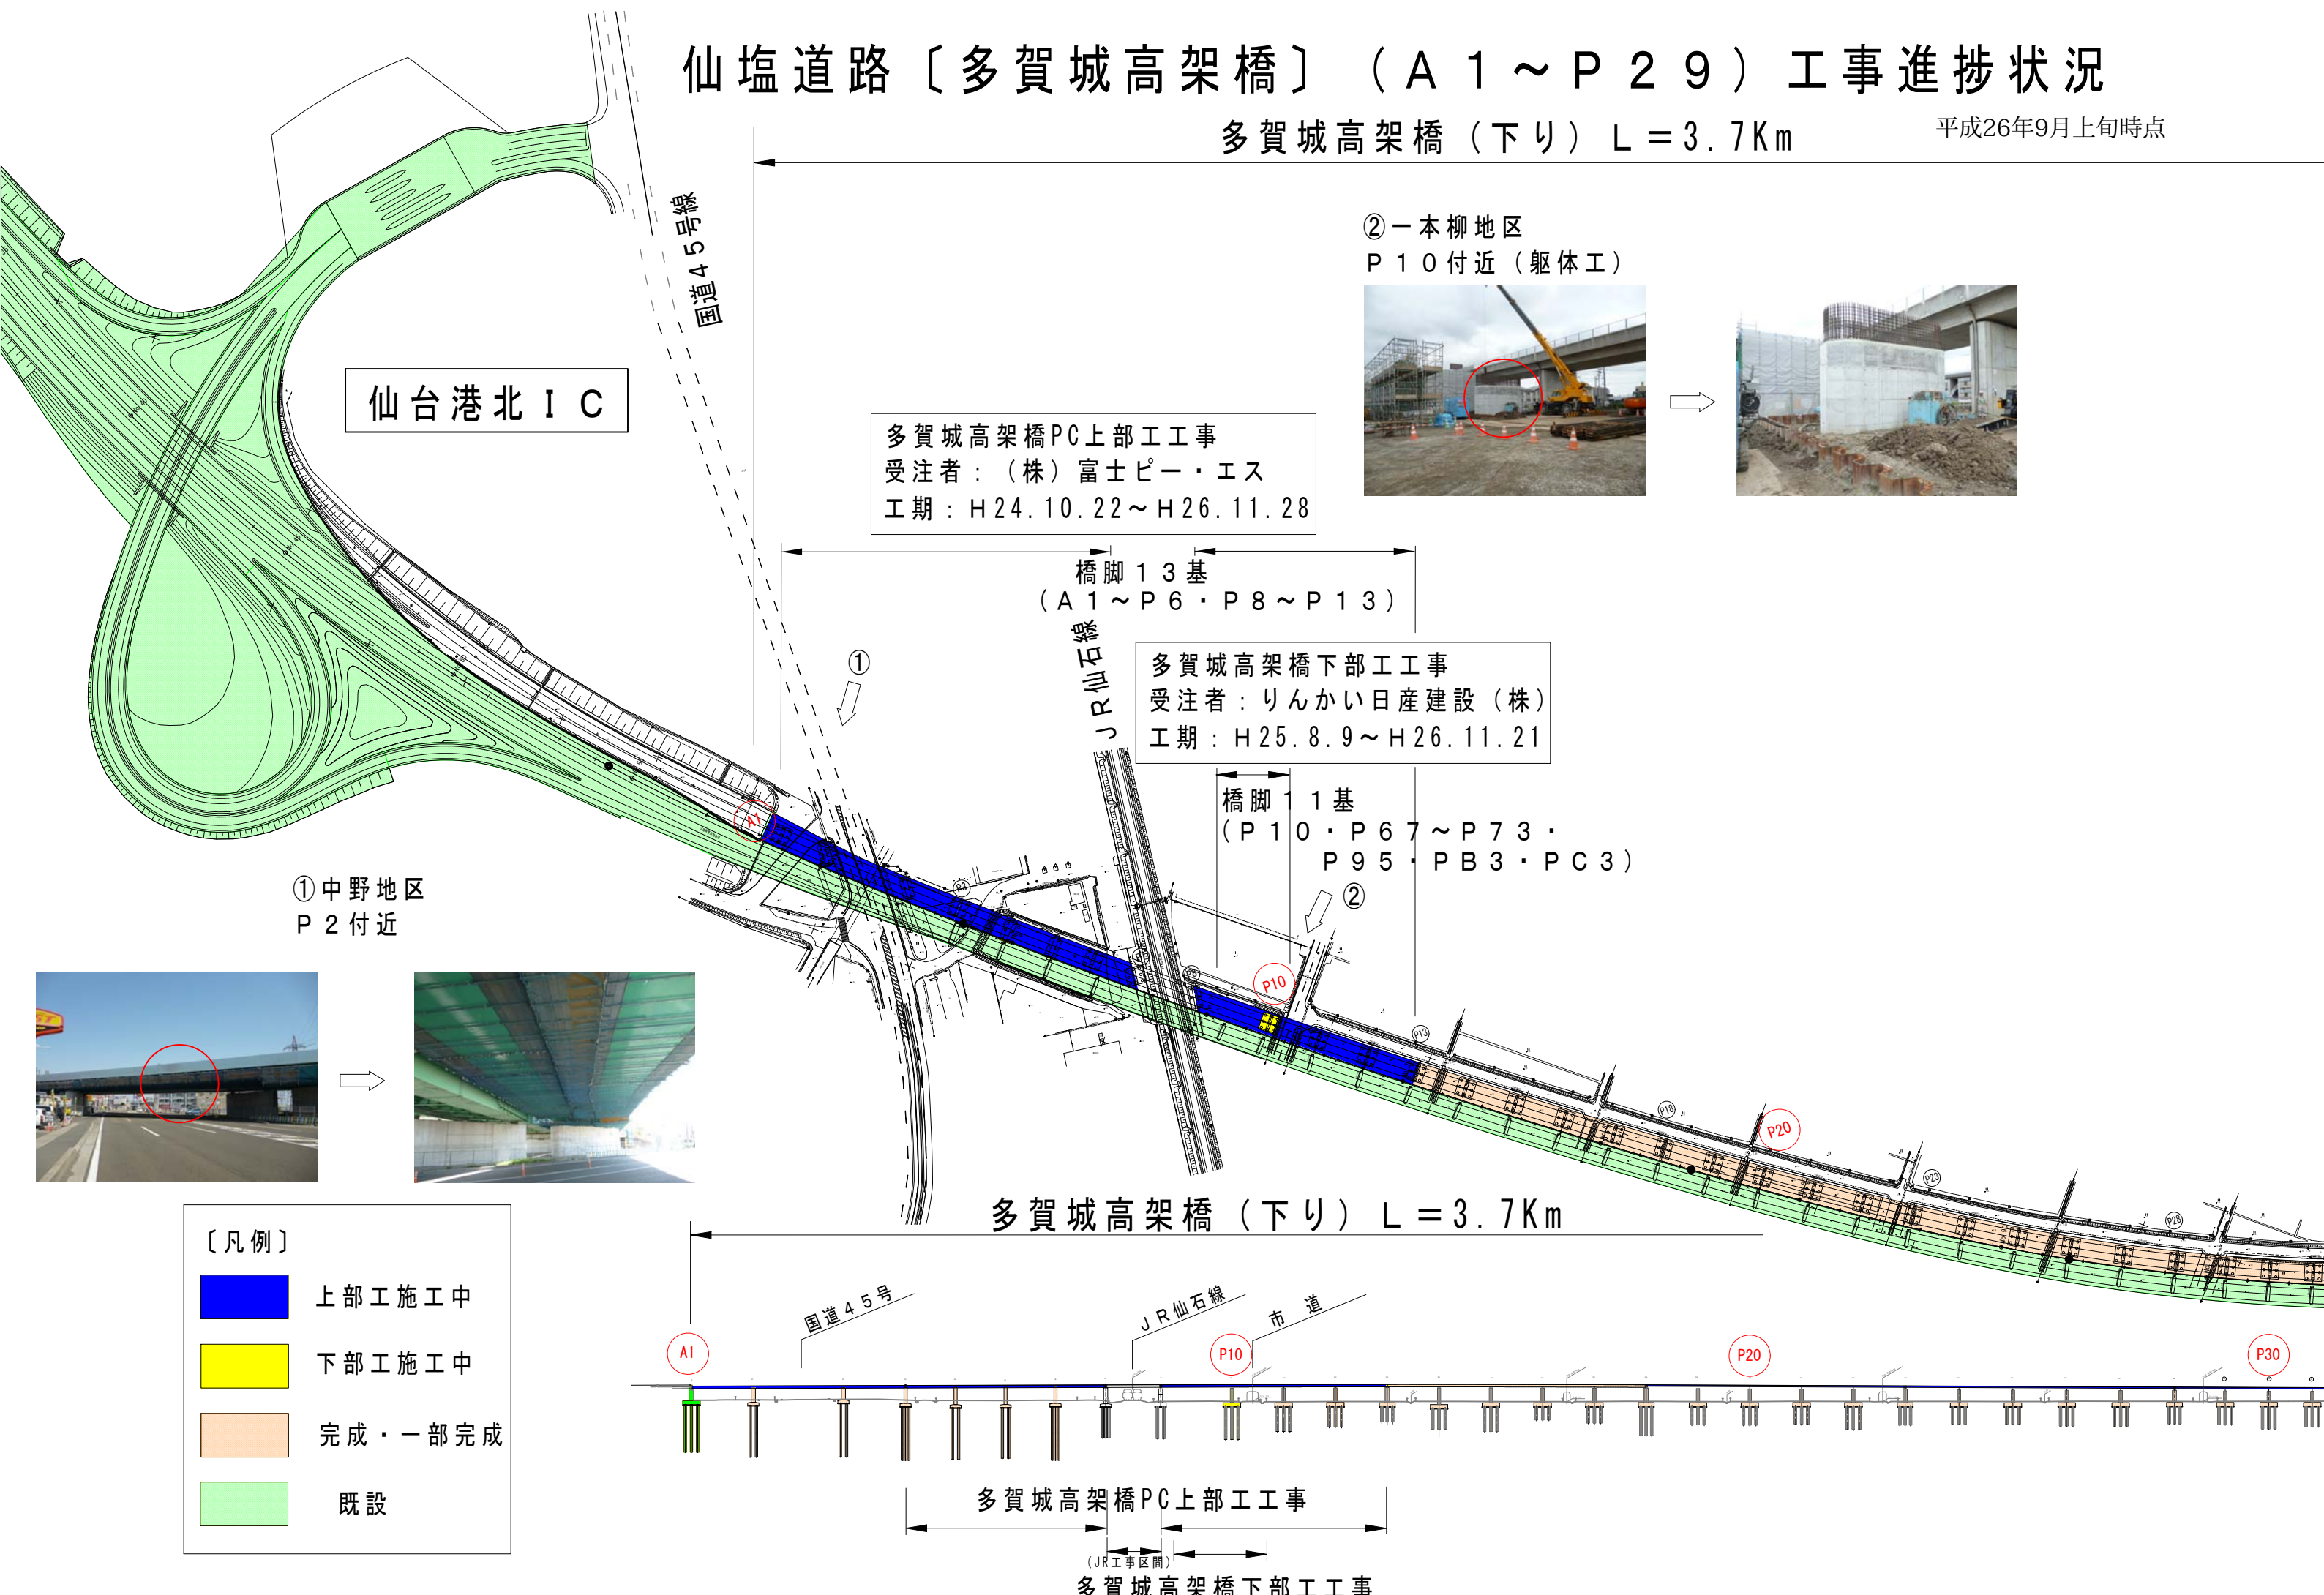 仙塩道路〔多賀城高架橋〕（A1～P29）工事進捗状況
多賀城高架橋（下り）L＝3.7Km
平成26年9月上旬時点
国道45号線
②一本柳地区
P10付近（躯体工）
仙台港北IC
多賀城高架橋PC上部工工事
受注者：（株）富士ピー・エス
工期：H24.10.22～H26.11.28
橋脚13基
（A1～P6・P8～P13）
JR仙石線
①
多賀城高架橋下部工工事
受注者：りんかい日産建設（株）
工期：H25.8.9～H26.11.21
橋脚11基
（P10・P67～P73・
P95・PB3・PC3）
②
A1
P3
P8
P10
P13
P18
P20
P23
P28
①中野地区
P2付近
多賀城高架橋（下り）L＝3.7Km
〔凡例〕
上部工施工中
下部工施工中
完成・一部完成
既設
国道45号
JR仙石線
市道
A1
P10
P20
P30
多賀城高架橋PC上部工工事
（JR工事区間）
多賀城高架橋下部工工事